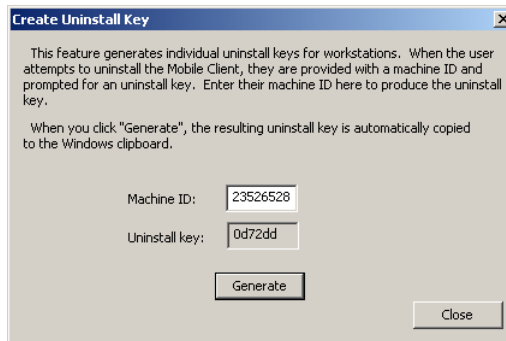 Create Uninstall Key
This feature generates individual uninstall keys for workstations. When the user
attempts to uninstall the Mobile Client, they are provided with a machine ID and
prompted for an uninstall key. Enter their machine ID here to produce the uninstall
key.
When you click "Generate", the resulting uninstall key is automatically copied
to the Windows clipboard.
Machine ID: 23526528
Uninstall key: 0d72dd
Generate
Close